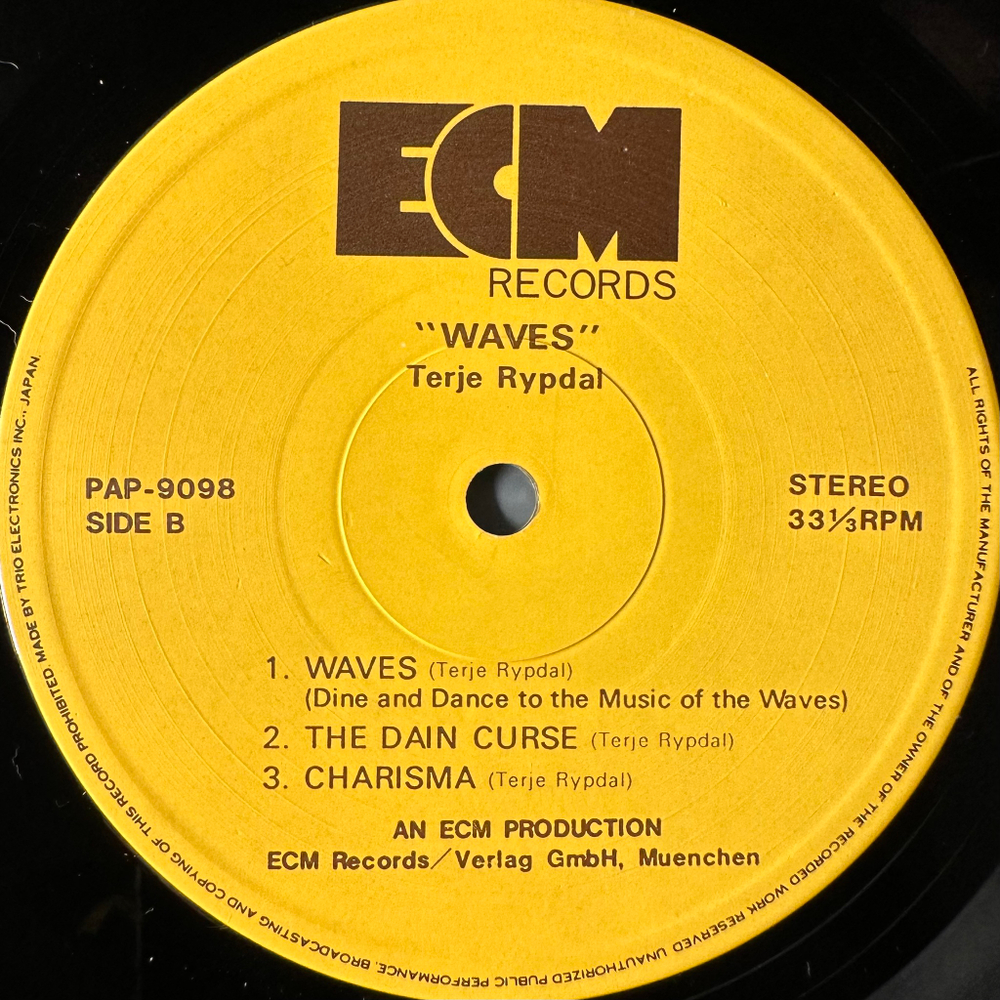 ECM
RECORDS
"WAVES"
Terje Rypdal
PAP-9098
SIDE B
STEREO
33⅓RPM
1. WAVES (Terje Rypdal)
(Dine and Dance to the Music of the Waves)
2. THE DAIN CURSE (Terje Rypdal)
3. CHARISMA (Terje Rypdal)
AN ECM PRODUCTION
ECM Records/Verlag GmbH, Muenchen
ALL RIGHTS OF THE MANUFACTURER AND OF THE OWNER OF THE RECORDED WORK RESERVED. UNAUTHORIZED PUBLIC PERFORMANCE, BROADCASTING AND COPYING OF THIS RECORD PROHIBITED. MADE BY TRIO ELECTRONICS INC., JAPAN.